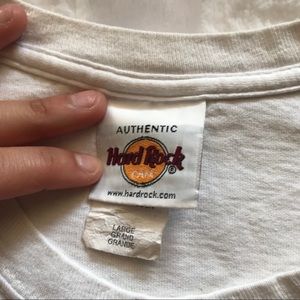 AUTHENTIC
Hard Rock
CAFE
®
www.hardrock.com
LARGE
GRAND
GRANDE